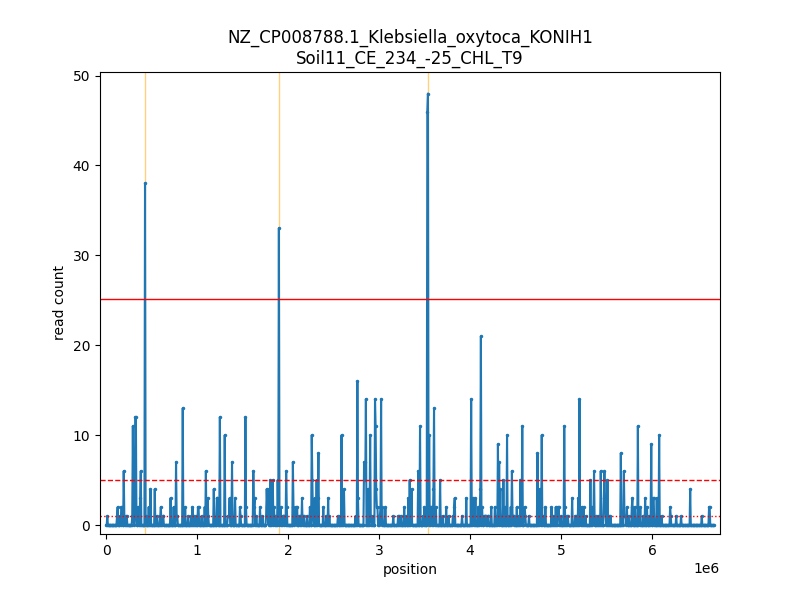 NZ_CP008788.1_Klebsiella_oxytoca_KONIH1
Soil11_CE_234_-25_CHL_T9
50
40
30
20
10
0
read count
0 1 2 3 4 5 6
1e6
position